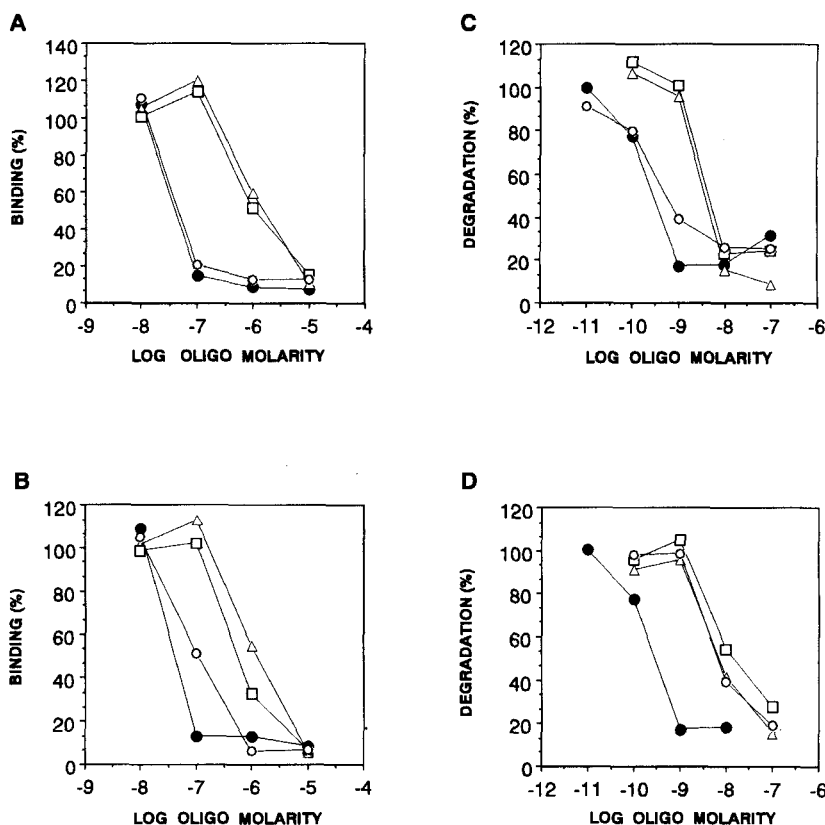 A
140
120
100
80
60
40
20
0
BINDING (%)
-9 -8 -7 -6 -5 -4
LOG OLIGO MOLARITY
C
120
100
80
60
40
20
0
DEGRADATION (%)
-12 -11 -10 -9 -8 -7 -6
LOG OLIGO MOLARITY
B
120
100
80
60
40
20
0
BINDING (%)
-9 -8 -7 -6 -5 -4
LOG OLIGO MOLARITY
D
120
100
80
60
40
20
0
DEGRADATION (%)
-12 -11 -10 -9 -8 -7 -6
LOG OLIGO MOLARITY